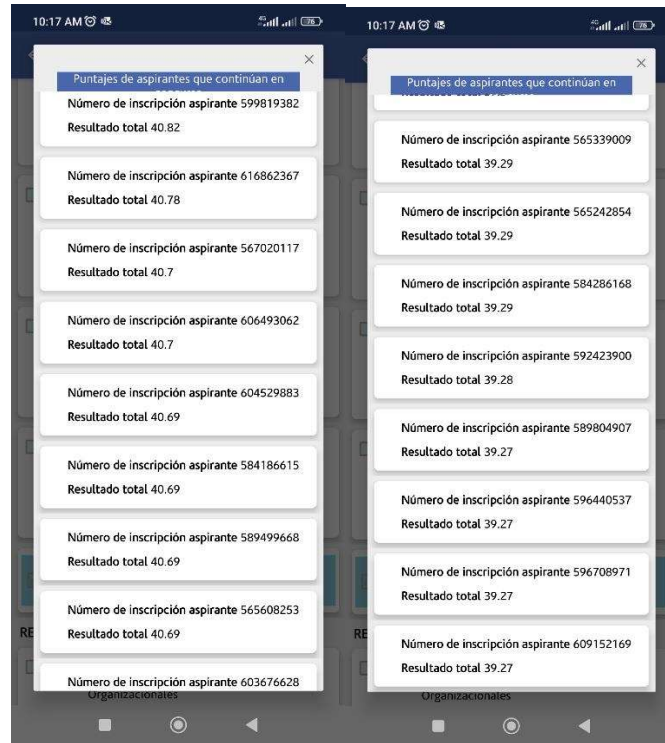 10:17 AM
76
Puntajes de aspirantes que continúan en
Número de inscripción aspirante 599819382
Resultado total 40.82
Número de inscripción aspirante 616862367
Resultado total 40.78
Número de inscripción aspirante 567020117
Resultado total 40.7
Número de inscripción aspirante 606493062
Resultado total 40.7
Número de inscripción aspirante 604529883
Resultado total 40.69
Número de inscripción aspirante 584186615
Resultado total 40.69
Número de inscripción aspirante 589499668
Resultado total 40.69
Número de inscripción aspirante 565608253
Resultado total 40.69
Número de inscripción aspirante 603676628
RE
Organizacionales
10:17 AM
76
Puntajes de aspirantes que continúan en
Número de inscripción aspirante 565339009
Resultado total 39.29
Número de inscripción aspirante 565242854
Resultado total 39.29
Número de inscripción aspirante 584286168
Resultado total 39.29
Número de inscripción aspirante 592423900
Resultado total 39.28
Número de inscripción aspirante 589804907
Resultado total 39.27
Número de inscripción aspirante 596440537
Resultado total 39.27
Número de inscripción aspirante 596708971
Resultado total 39.27
Número de inscripción aspirante 609152169
Resultado total 39.27
RE
Organizacionales